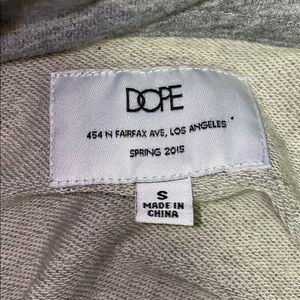 DOPE
454 N FAIRFAX AVE, LOS ANGELES
SPRING 2015
S
MADE IN
CHINA